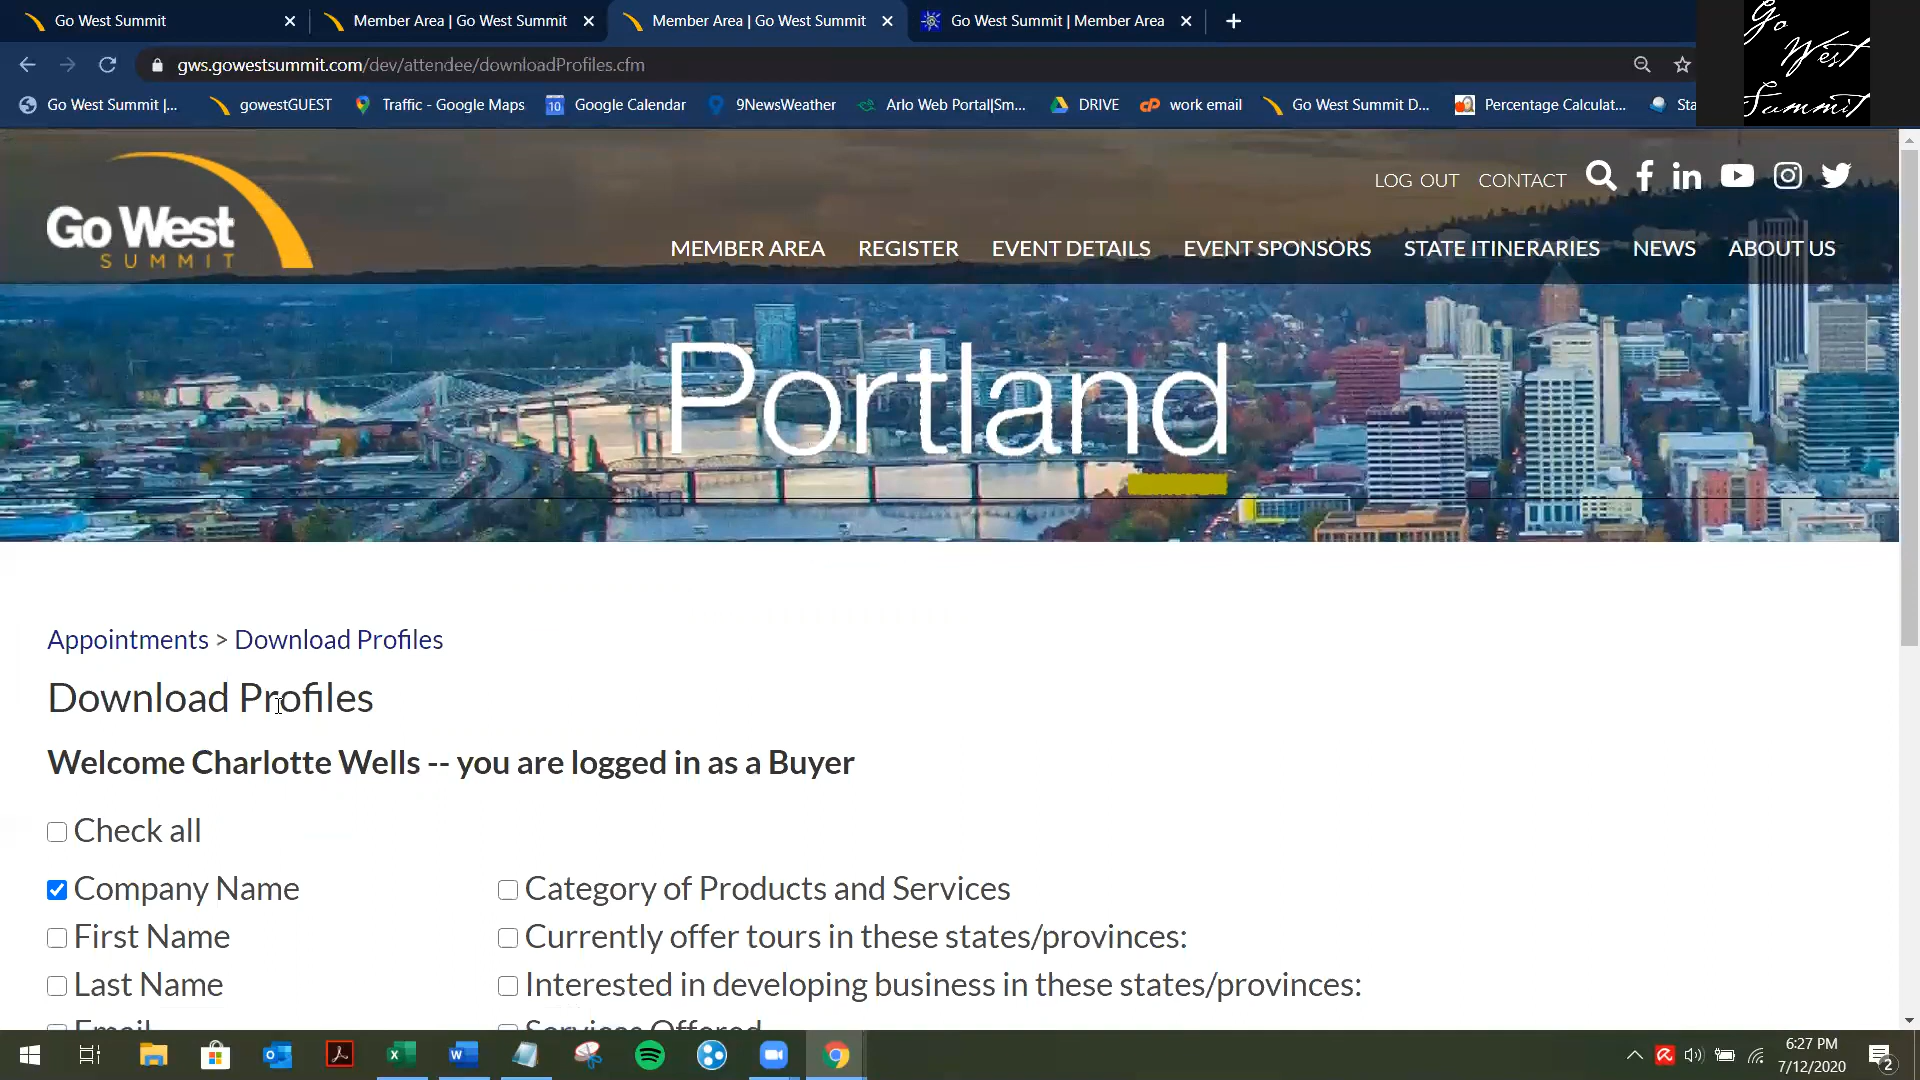 Go West Summit
Member Area | Go West Summit
Member Area | Go West Summit
Go West Summit | Member Area
Go West Summit
gws.gowestsummit.com/dev/attendee/downloadProfiles.cfm
Go West Summit |...
gowestGUEST
Traffic - Google Maps
10
Google Calendar
9NewsWeather
Arlo Web Portal|Sm...
DRIVE
work email
Go West Summit D...
Percentage Calculat...
Sta
Go West
SUMMIT
LOG OUT
CONTACT
MEMBER AREA
REGISTER
EVENT DETAILS
EVENT SPONSORS
STATE ITINERARIES
NEWS
ABOUT US
Portland
Appointments > Download Profiles
Download Profiles
Welcome Charlotte Wells -- you are logged in as a Buyer
Check all
Company Name
Category of Products and Services
First Name
Currently offer tours in these states/provinces:
Last Name
Interested in developing business in these states/provinces:
Email
Services Offered
6:27 PM
7/12/2020
2